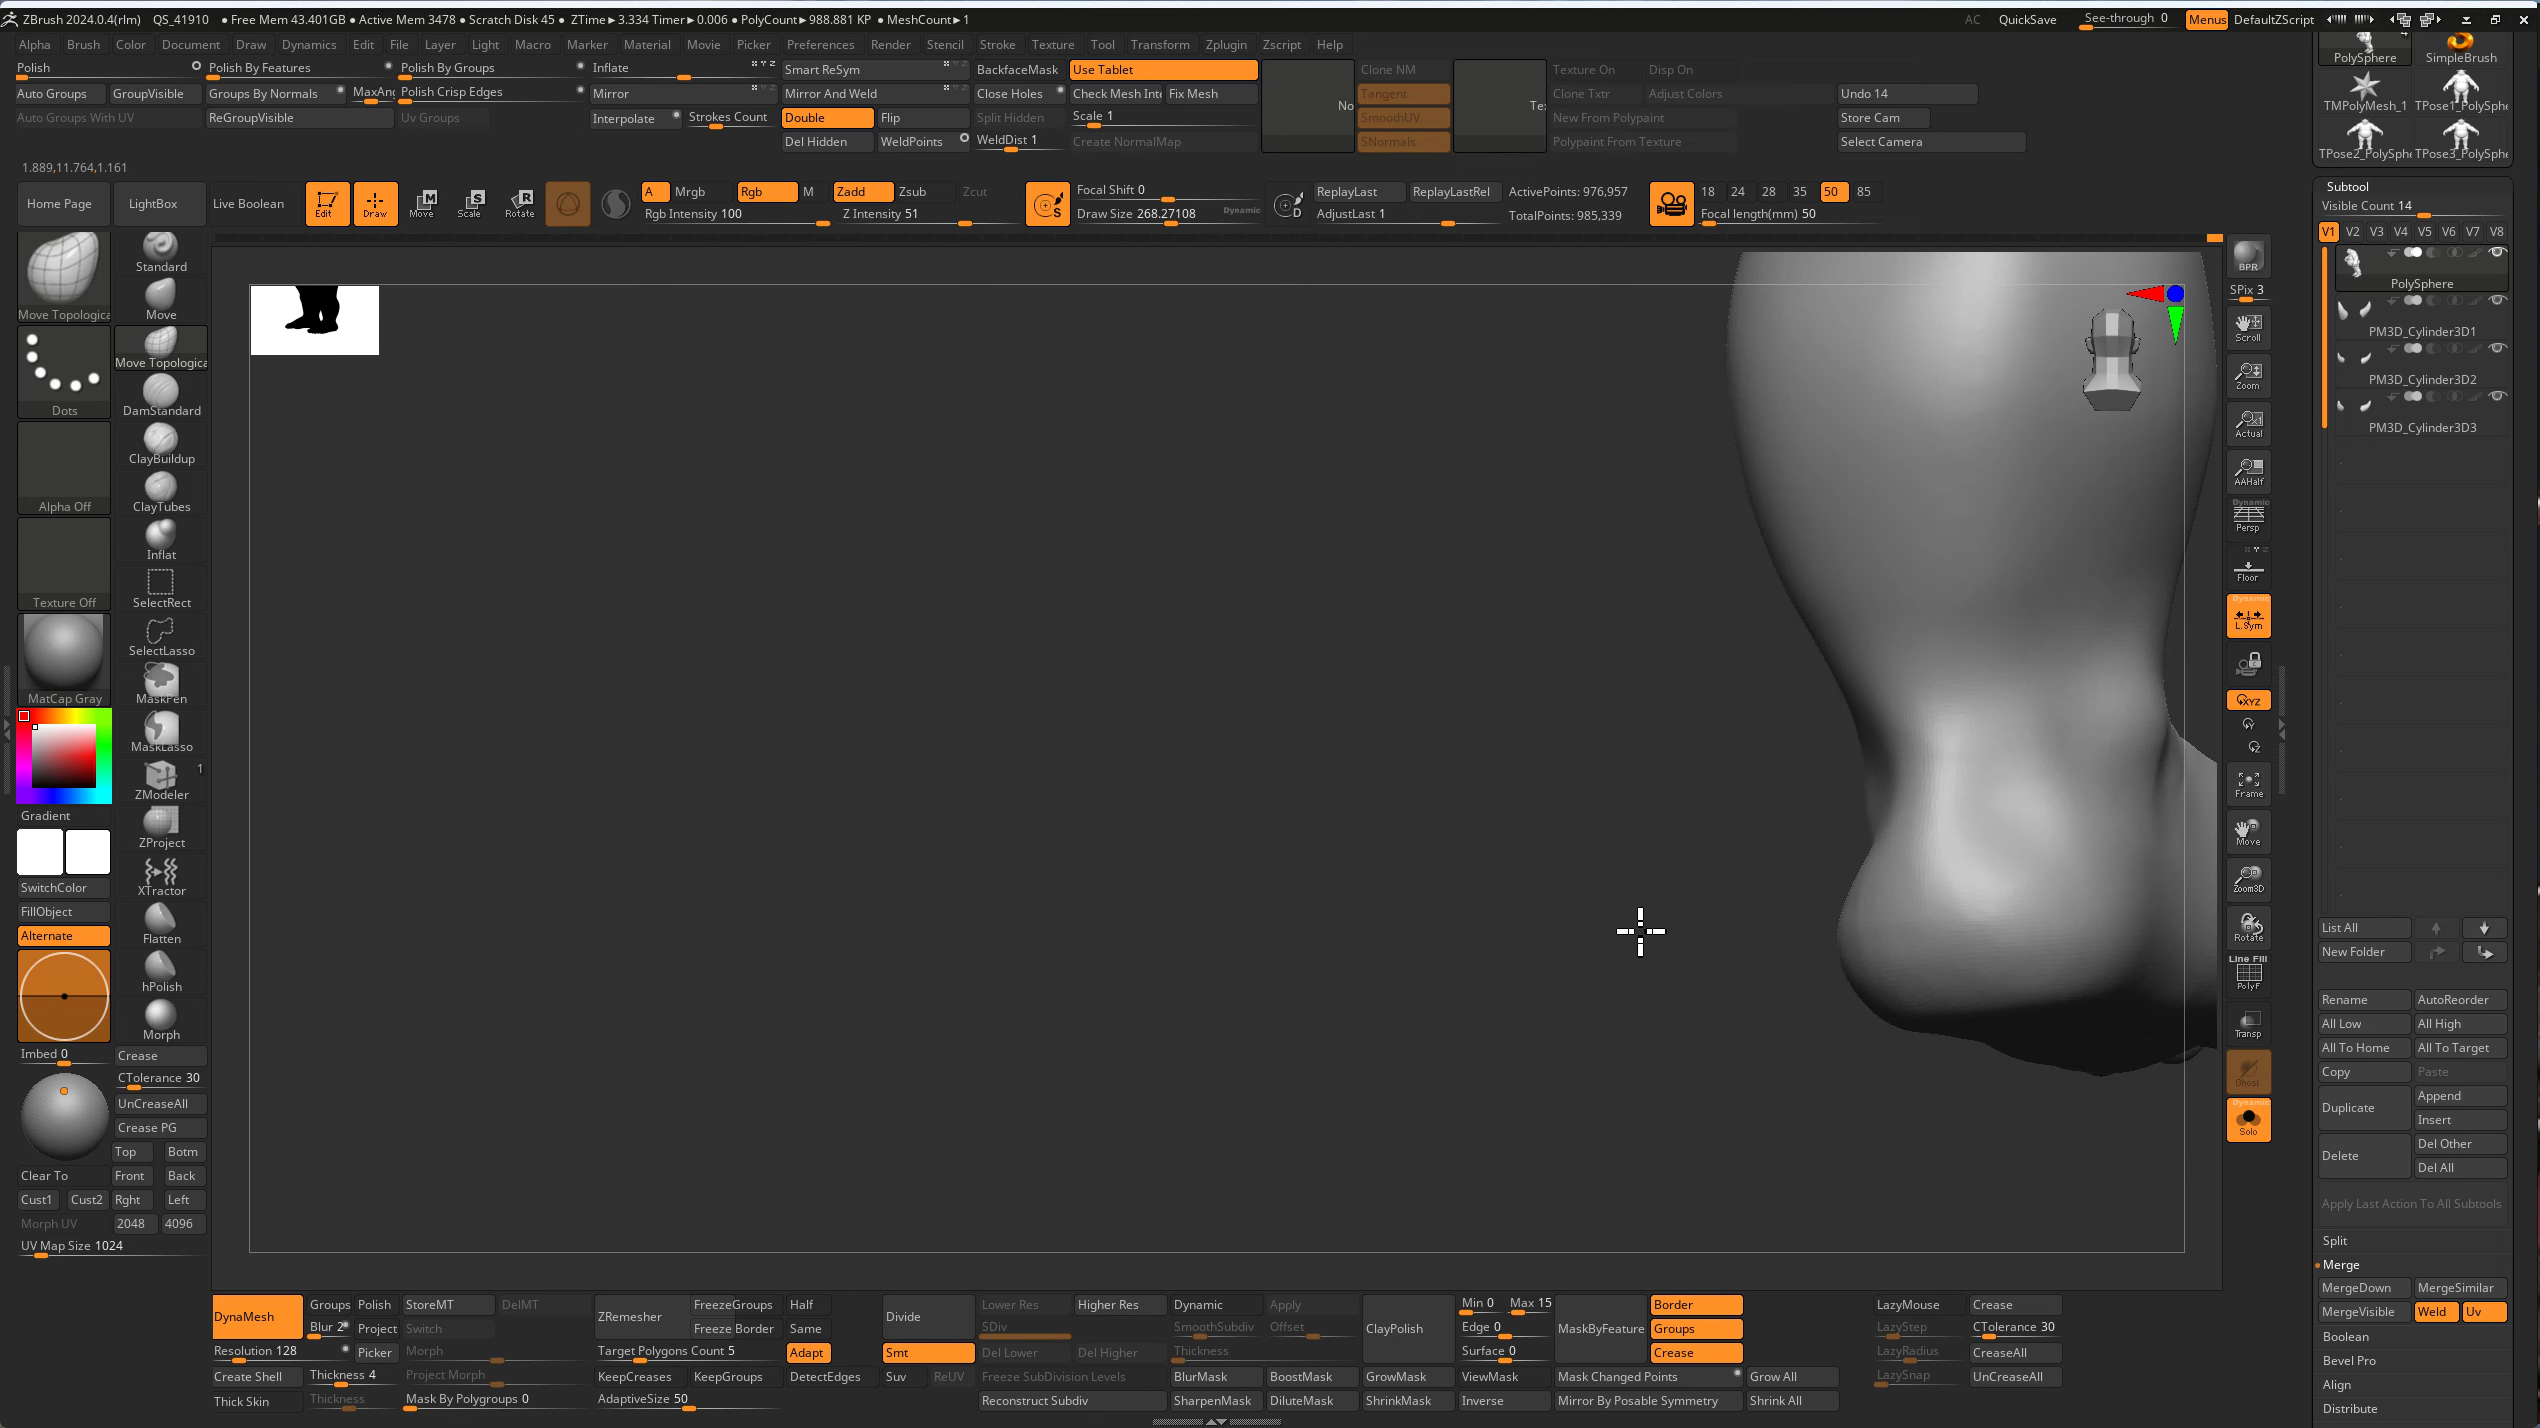 ZBrush 2024.0.4(rlm) QS_41910 ● Free Mem 43.401GB ● Active Mem 3478 ● Scratch Disk 45 ● ZTime►3.334 Timer►0.006 ● PolyCount►988.881 KP ● MeshCount►1 AC QuickSave See-through 0 Menus DefaultZScript
Alpha Brush Color Document Draw Dynamics Edit File Layer Light Macro Marker Material Movie Picker Preferences Render Stencil Stroke Texture Tool Transform Zplugin Zscript Help
Polish Polish By Features Polish By Groups Inflate Smart ReSym BackfaceMask Use Tablet Clone NM Texture On Disp On
Auto Groups GroupVisible Groups By Normals MaxAn Polish Crisp Edges Mirror Mirror And Weld Close Holes Check Mesh Inte Fix Mesh No Tangent Te: Clone Txtr Adjust Colors Undo 14
Auto Groups With UV ReGroupVisible Uv Groups Interpolate Strokes Count Double Flip Split Hidden Scale 1 SmoothUV New From Polypaint Store Cam
Del Hidden WeldPoints WeldDist 1 Create NormalMap SNormals Polypaint From Texture Select Camera
1.889,11.764,1.161
Home Page LightBox Live Boolean Edit Draw Move Scale Rotate A Mrgb Rgb M Zadd Zsub Zcut Focal Shift 0 ReplayLast ReplayLastRel ActivePoints: 976,957 18 24 28 35 50 85
Rgb Intensity 100 Z Intensity 51 Draw Size 268.27108 Dynamic AdjustLast 1 TotalPoints: 985,339 Focal length(mm) 50
PolySphere SimpleBrush
TMPolyMesh_1 TPose1_PolySphe
TPose2_PolySphe TPose3_PolySphe
Subtool
Visible Count 14
V1 V2 V3 V4 V5 V6 V7 V8
PolySphere
PM3D_Cylinder3D1
PM3D_Cylinder3D2
PM3D_Cylinder3D3
Move Topologica Standard
Move
Move Topologica
Dots DamStandard
ClayBuildup
Alpha Off ClayTubes
Inflat
Texture Off SelectRect
SelectLasso
MatCap Gray MaskPen
MaskLasso
1
ZModeler
Gradient
ZProject
SwitchColor XTractor
FillObject
Alternate Flatten
hPolish
Morph
Imbed 0 Crease
CTolerance 30
UnCreaseAll
Crease PG
Top Botm
Clear To Front Back
Cust1 Cust2 Rght Left
Morph UV 2048 4096
UV Map Size 1024
BPR
SPix 3
Scroll
Zoom
Actual
AAHalf
Dynamic
Persp
Floor
Dynamic
L.Sym
XYZ
Y
Z
Frame
Move
Zoom3D
Rotate
Line Fill
PolyF
Transp
Ghost
Dynamic
Solo
List All
New Folder
Rename AutoReorder
All Low All High
All To Home All To Target
Copy Paste
Duplicate Append
Insert
Delete Del Other
Del All
Apply Last Action To All Subtools
Split
Merge
MergeDown MergeSimilar
MergeVisible Weld Uv
Boolean
Bevel Pro
Align
Distribute
DynaMesh Groups Polish StoreMT DelMT ZRemesher FreezeGroups Half Divide Lower Res Higher Res Dynamic Apply ClayPolish Min 0 Max 15 MaskByFeature Border LazyMouse Crease
Blur 2 Project Switch Freeze Border Same SDiv SmoothSubdiv Offset Edge 0 Groups LazyStep CTolerance 30
Resolution 128 Picker Morph Target Polygons Count 5 Adapt Smt Del Lower Del Higher Thickness Surface 0 Crease LazyRadius CreaseAll
Create Shell Thickness 4 Project Morph KeepCreases KeepGroups DetectEdges Suv ReUV Freeze SubDivision Levels BlurMask BoostMask GrowMask ViewMask Mask Changed Points Grow All LazySnap UnCreaseAll
Thick Skin Thickness Mask By Polygroups 0 AdaptiveSize 50 Reconstruct Subdiv SharpenMask DiluteMask ShrinkMask Inverse Mirror By Posable Symmetry Shrink All